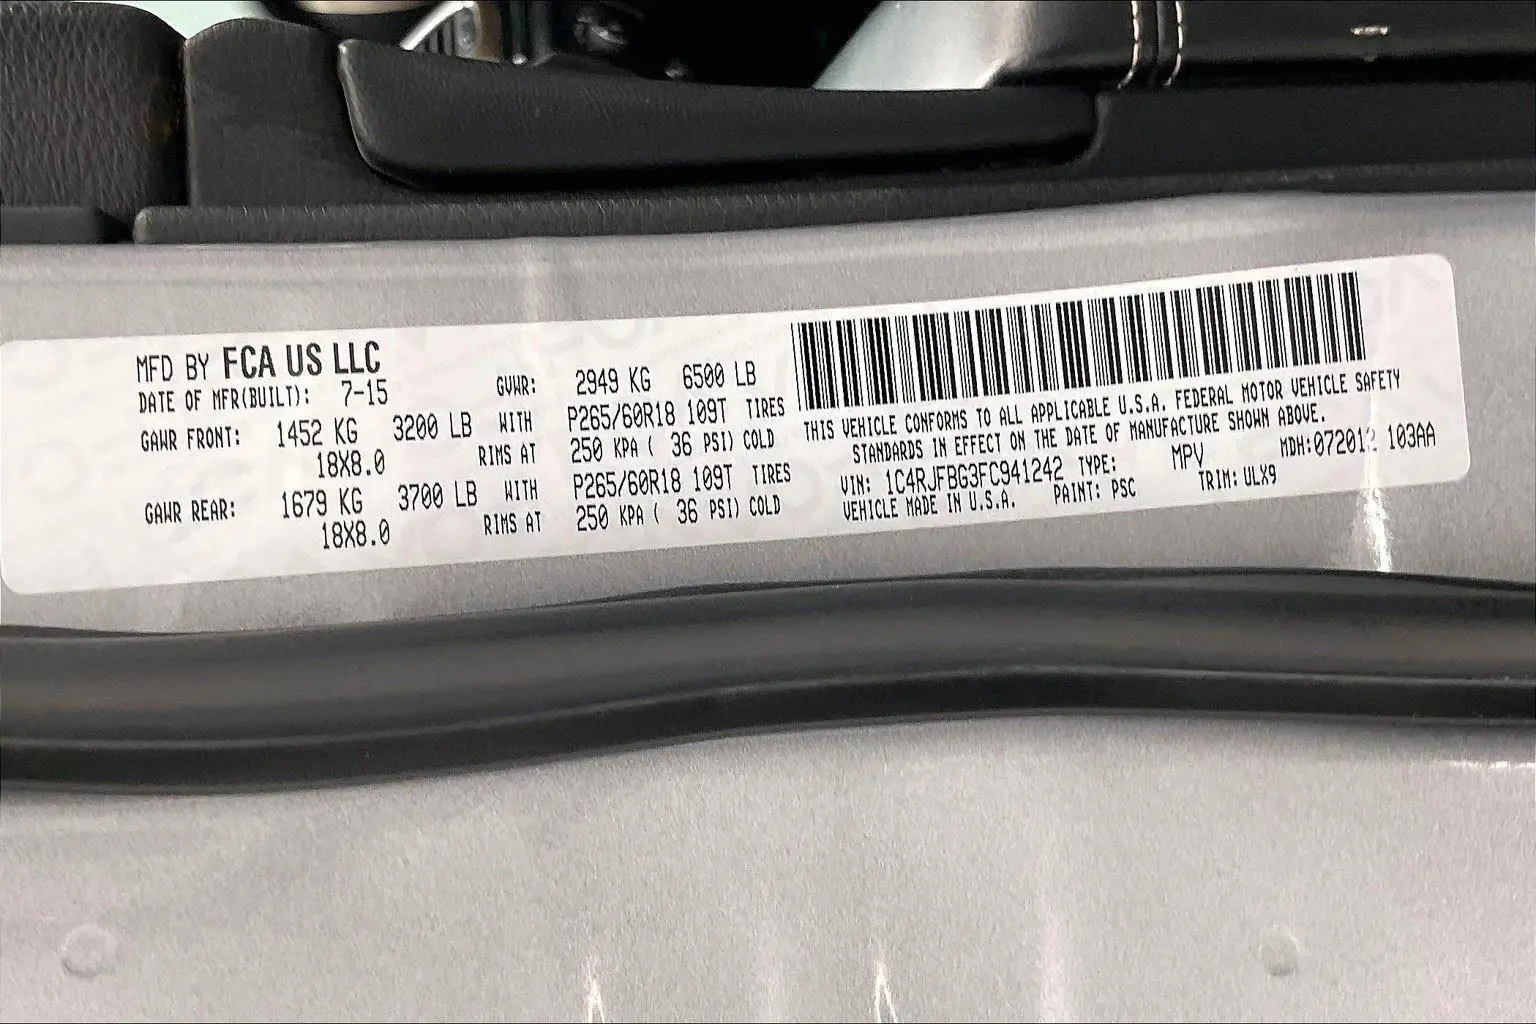 MFD BY FCA US LLC
DATE OF MFR(BUILT): 7-15
GVWR: 2949 KG 6500 LB
GAWR FRONT: 1452 KG 3200 LB WITH P265/60R18 109T TIRES
18X8.0 RIMS AT 250 KPA ( 36 PSI) COLD
GAWR REAR: 1679 KG 3700 LB WITH P265/60R18 109T TIRES
18X8.0 RIMS AT 250 KPA ( 36 PSI) COLD
THIS VEHICLE CONFORMS TO ALL APPLICABLE U.S.A. FEDERAL MOTOR VEHICLE SAFETY
STANDARDS IN EFFECT ON THE DATE OF MANUFACTURE SHOWN ABOVE.
VIN: 1C4RJFBG3FC941242 TYPE: MPV MDH:072012 103AA
VEHICLE MADE IN U.S.A. PAINT: PSC TRIM: ULX9